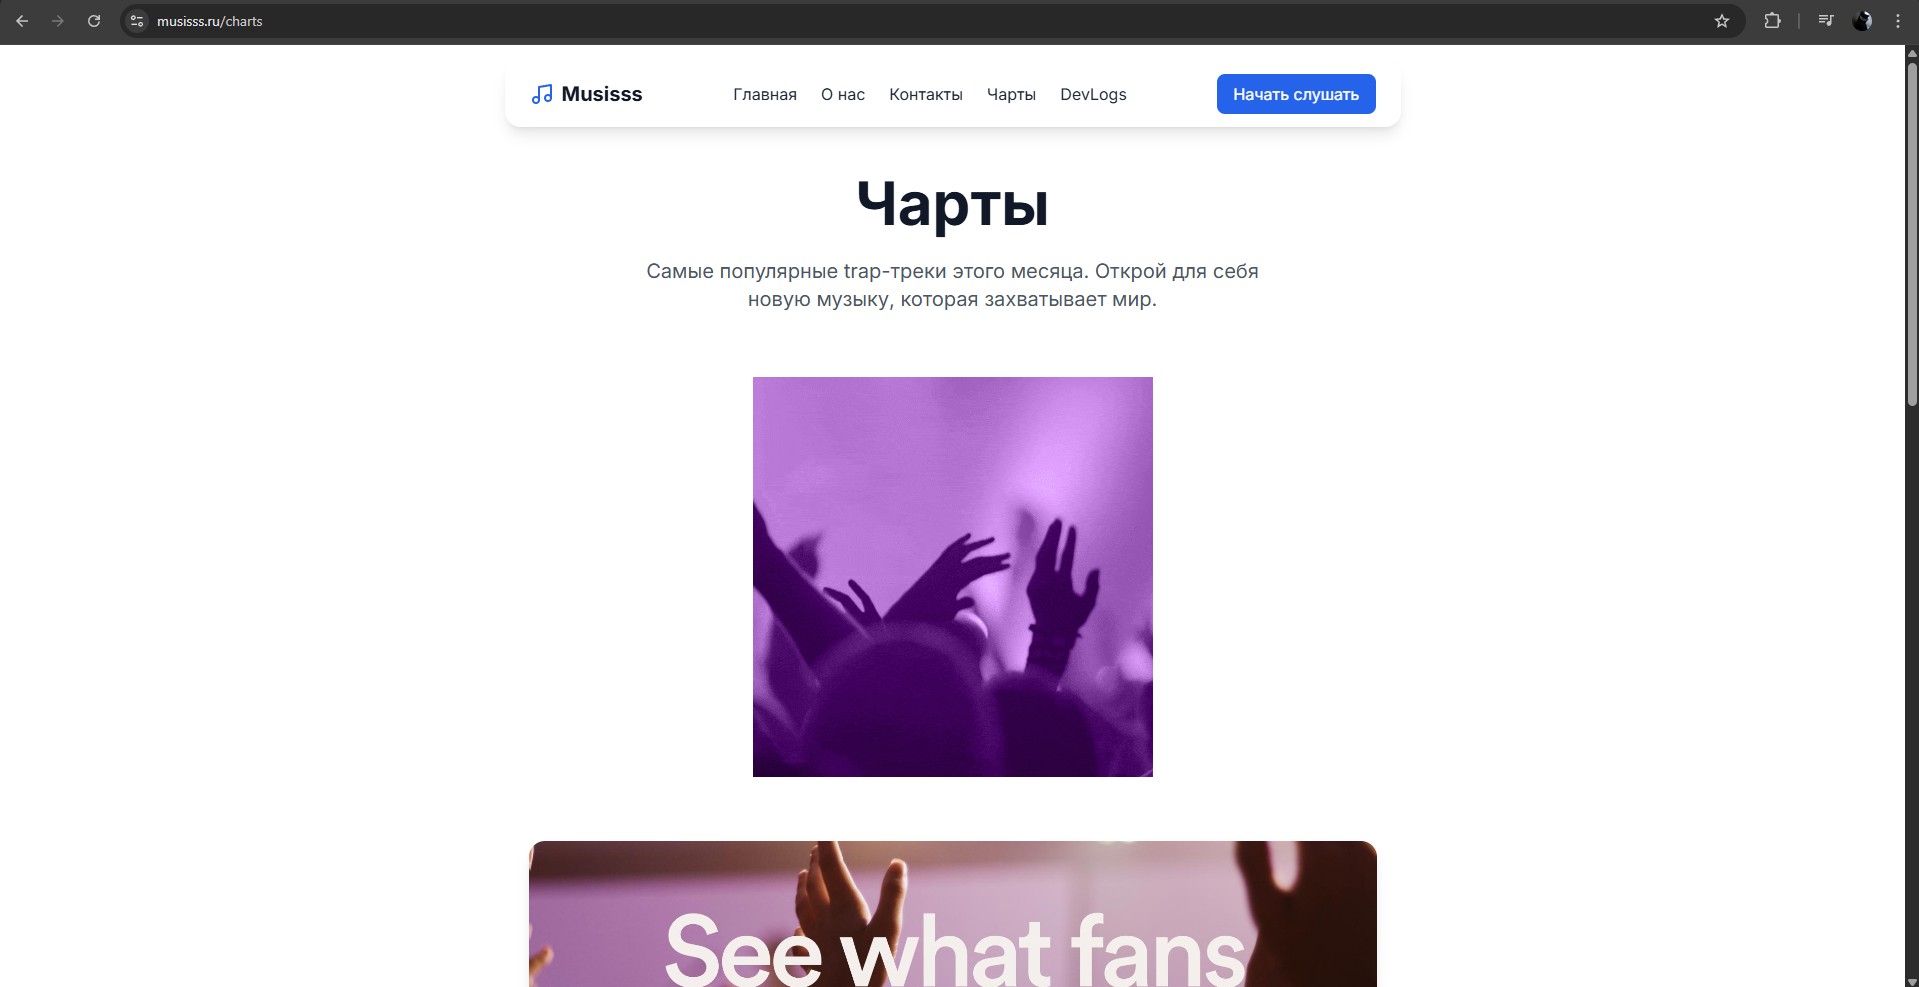 musisss.ru/charts
Musisss
Главная
О нас
Контакты
Чарты
DevLogs
Начать слушать
Чарты
Самые популярные trap-треки этого месяца. Открой для себя
новую музыку, которая захватывает мир.
See what fans